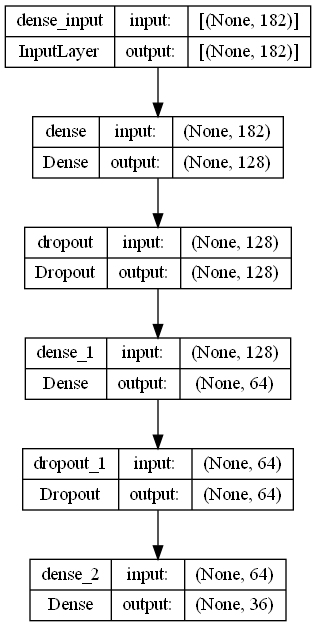 dense_input input: [(None, 182)]
InputLayer output: [(None, 182)]
dense input: (None, 182)
Dense output: (None, 128)
dropout input: (None, 128)
Dropout output: (None, 128)
dense_1 input: (None, 128)
Dense output: (None, 64)
dropout_1 input: (None, 64)
Dropout output: (None, 64)
dense_2 input: (None, 64)
Dense output: (None, 36)